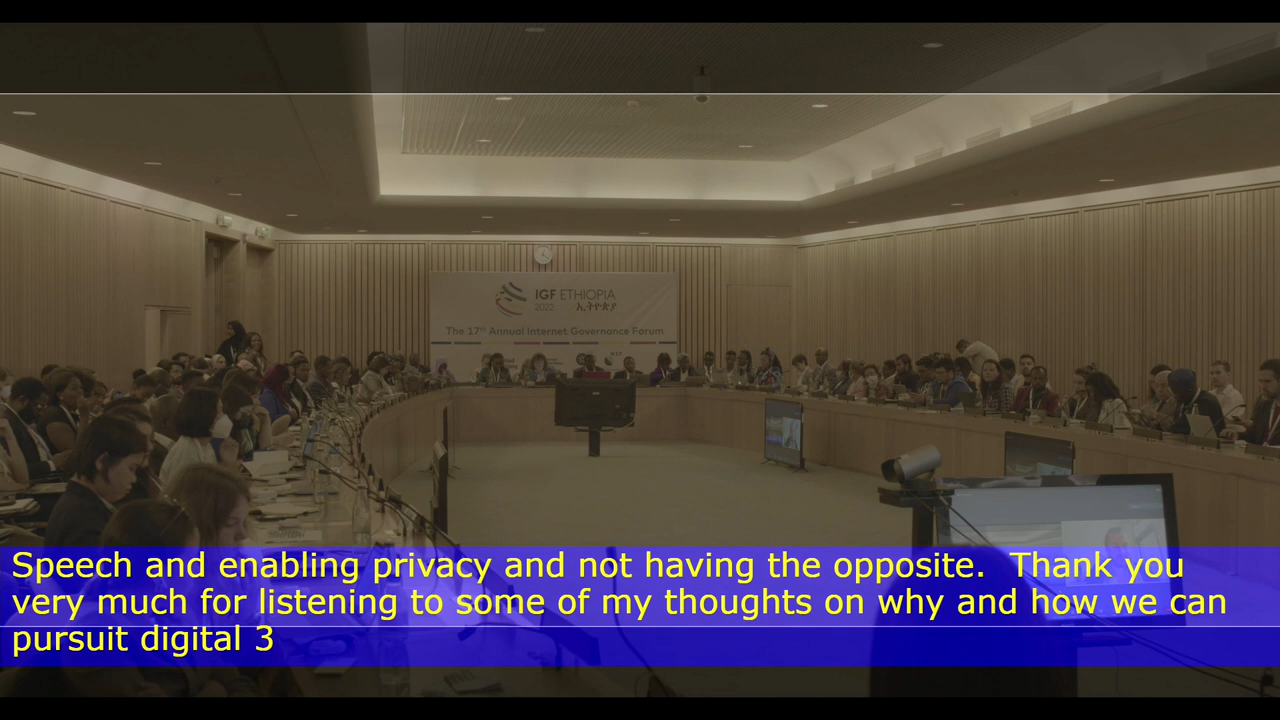 IGF ETHIOPIA
2022 ኢትዮጵያ
The 17th Annual Internet Governance Forum
Speech and enabling privacy and not having the opposite. Thank you
very much for listening to some of my thoughts on why and how we can
pursuit digital 3